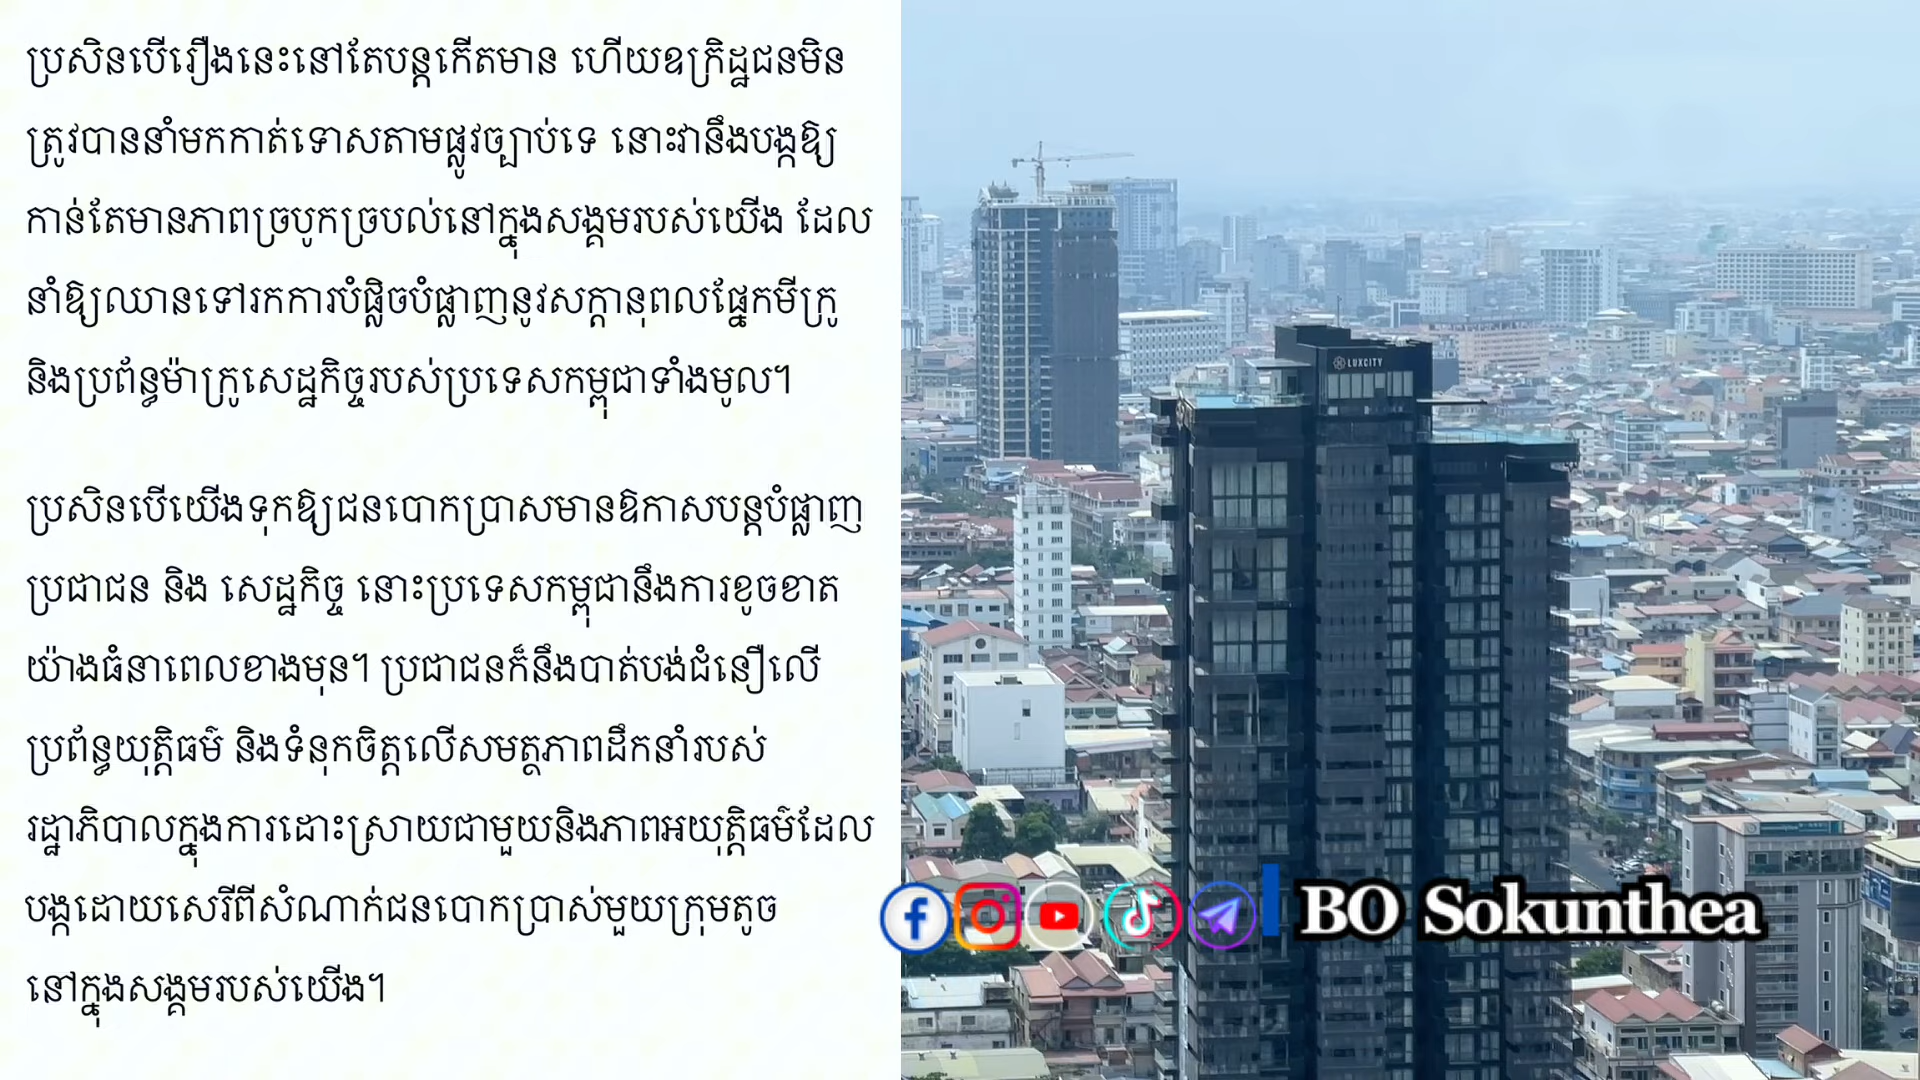 ប្រសិនបើរឿងនេះនៅតែបន្តកើតមាន ហើយឧក្រិដ្ឋជនមិន
ត្រូវបាននាំមកកាត់ទោសតាមផ្លូវច្បាប់ទេ នោះវានឹងបង្កឱ្យ
កាន់តែមានភាពច្របូកច្របល់នៅក្នុងសង្គមរបស់យើង ដែល
នាំឱ្យឈានទៅរកការបំផ្លិចបំផ្លាញនូវសក្តានុពលផ្នែកមីក្រូ
និងប្រព័ន្ធម៉ាក្រូសេដ្ឋកិច្ចរបស់ប្រទេសកម្ពុជាទាំងមូល។
ប្រសិនបើយើងទុកឱ្យជនបោកប្រាសមានឱកាសបន្តបំផ្លាញ
ប្រជាជន និង សេដ្ឋកិច្ច នោះប្រទេសកម្ពុជានឹងការខូចខាត
យ៉ាងធំនាពេលខាងមុន។ ប្រជាជនក៏នឹងបាត់បង់ជំនឿលើ
ប្រព័ន្ធយុត្តិធម៌ និងទំនុកចិត្តលើសមត្ថភាពដឹកនាំរបស់
រដ្ឋាភិបាលក្នុងការដោះស្រាយជាមួយនិងភាពអយុត្តិធម៌ដែល
បង្កដោយសេរីពីសំណាក់ជនបោកប្រាស់មួយក្រុមតូច
នៅក្នុងសង្គមរបស់យើង។
LUXCITY
BO Sokunthea